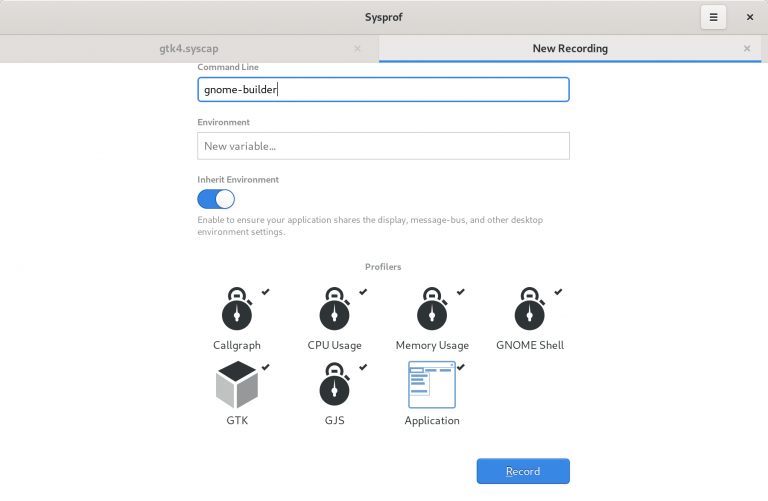 Sysprof
gtk4.syscap
New Recording
Command Line
gnome-builder
Environment
New variable...
Inherit Environment
Enable to ensure your application shares the display, message-bus, and other desktop
environment settings.
Profilers
Callgraph CPU Usage Memory Usage GNOME Shell
GTK GJS Application
Record